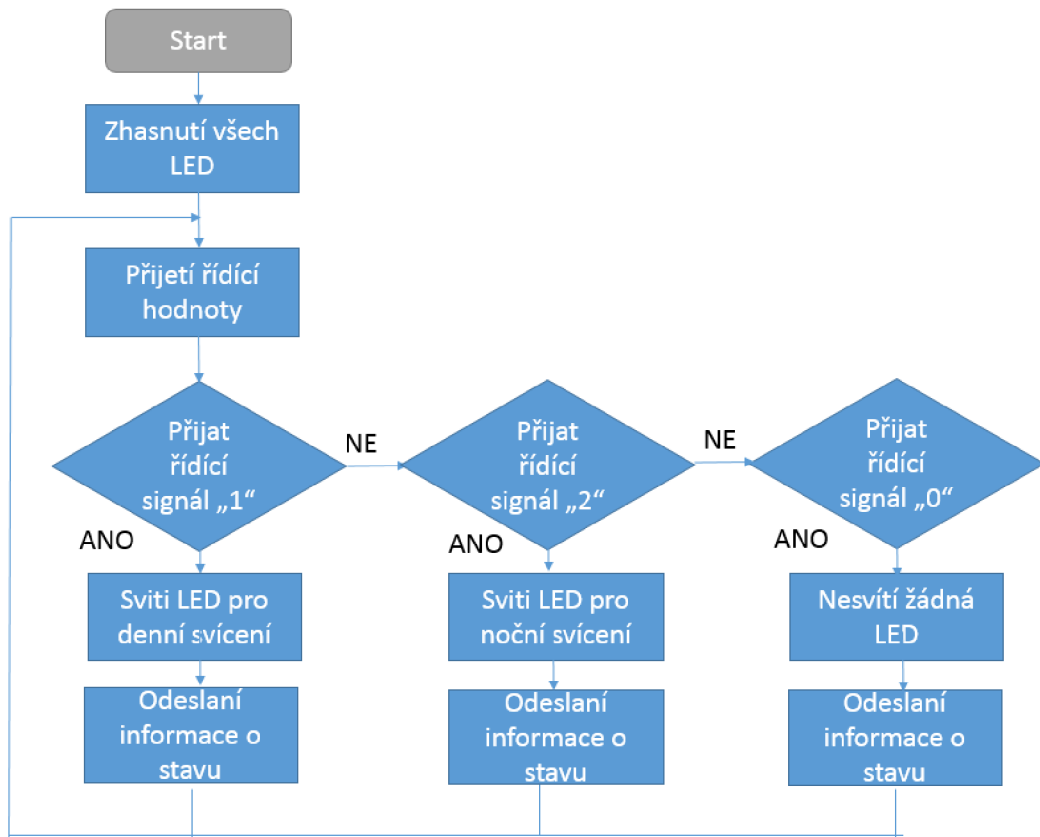 Start
Zhasnutí všech
LED
Přijetí řídící
hodnoty
Přijat
řídící
signál „1“
NE
Přijat
řídící
signál „2“
NE
Přijat
řídící
signál „0“
ANO
ANO
ANO
Sviti LED pro
denní svícení
Sviti LED pro
noční svícení
Nesvítí žádná
LED
Odeslaní
informace o
stavu
Odeslaní
informace o
stavu
Odeslaní
informace o
stavu